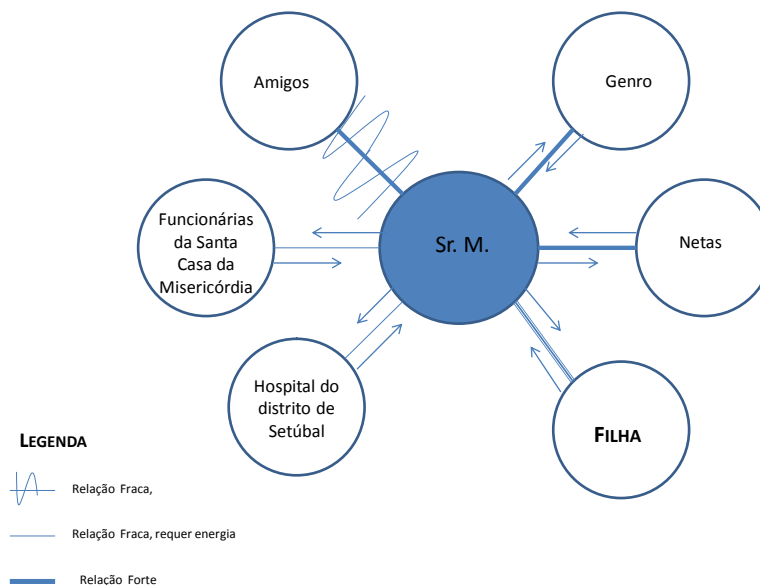 Amigos
Genro
Funcionárias
da Santa
Casa da
Misericórdia
Sr. M.
Netas
Hospital do
distrito de
Setúbal
FILHA
LEGENDA
Relação Fraca,
Relação Fraca, requer energia
Relação Forte